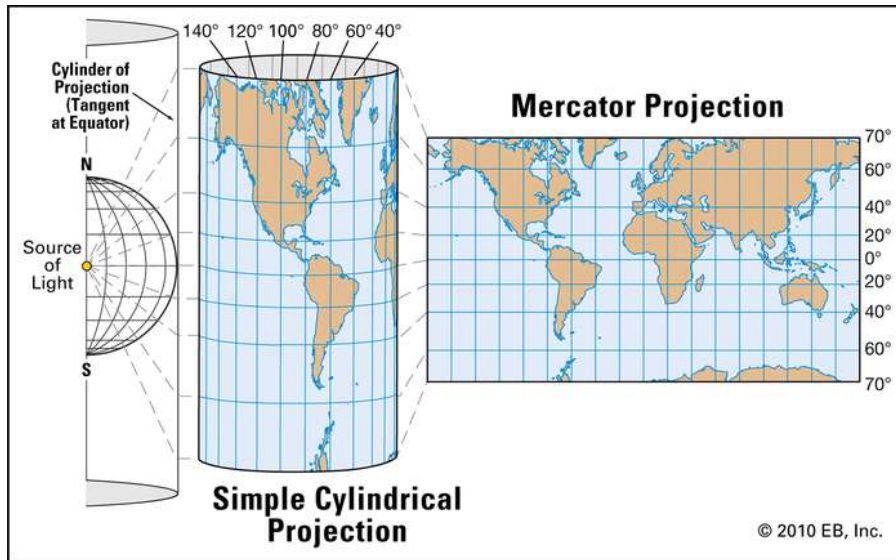 140° 120° 100° 80° 60° 40°
Cylinder of
Projection
(Tangent
at Equator)
N
Source
of
Light
S
Mercator Projection
70°
60°
40°
20°
0°
20°
40°
60°
70°
Simple Cylindrical
Projection
© 2010 EB, Inc.